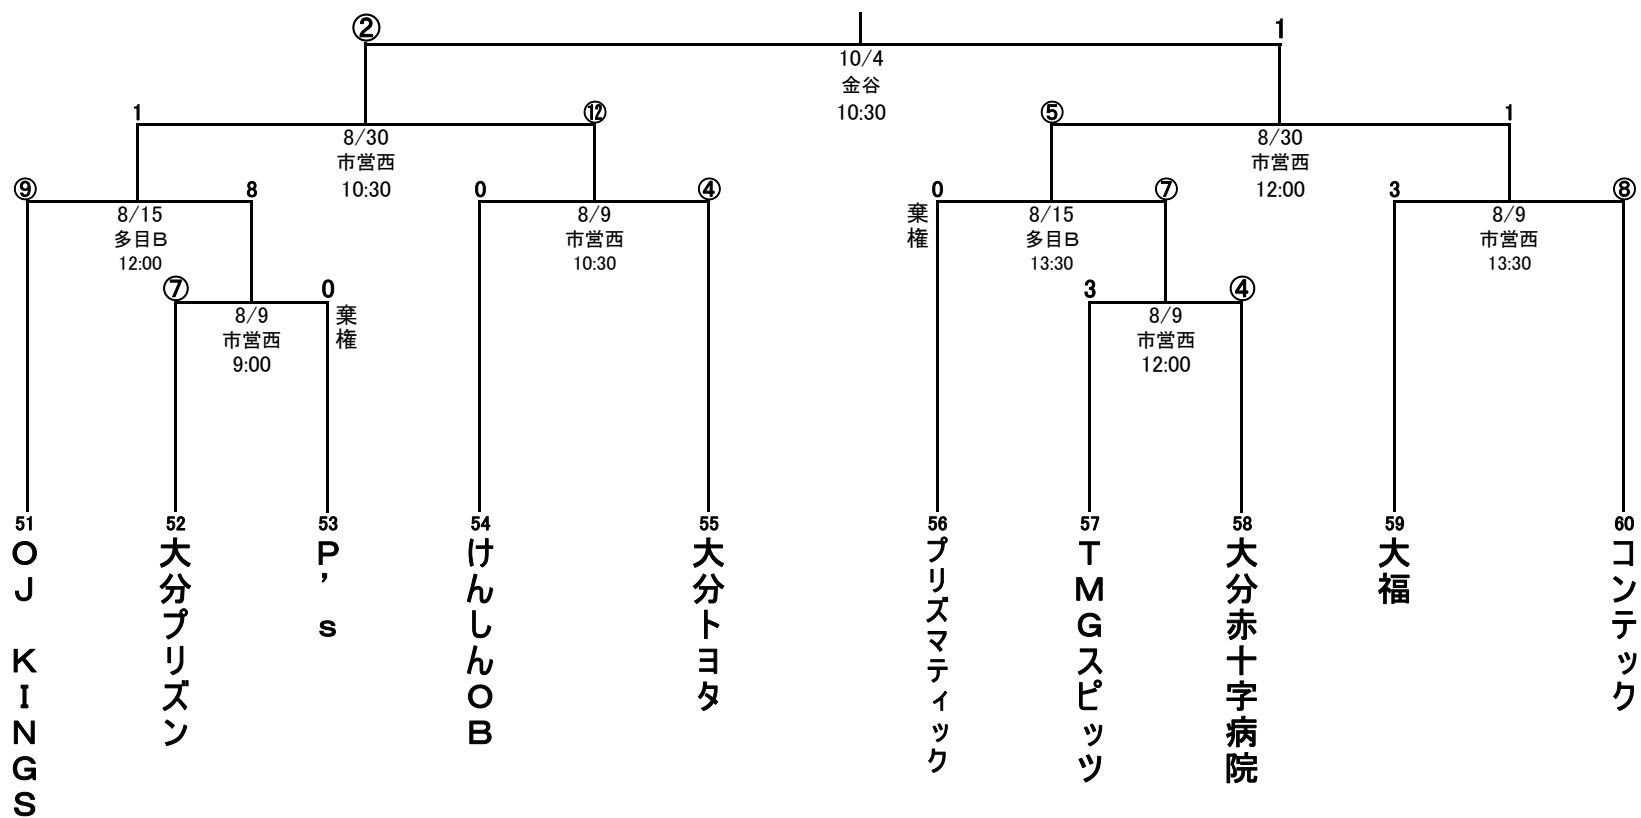 ② 1
10/4
金谷
10:30
1 ⑫ ⑤ 1
8/30 8/30
市営西 市営西
10:30 12:00
⑨ 8 0 ④ 0 ⑦ 3 ⑧
棄権
8/15 8/9 8/15 8/9
多目B 市営西 多目B 市営西
12:00 10:30 13:30 13:30
⑦ 0 3 ④
棄権
8/9 8/9
市営西 市営西
9:00 12:00
51 52 53 54 55 56 57 58 59 60
OJ KINGS
大分プリズン
P's
けんしんOB
大分トヨタ
プリズマティック
TMGスピッツ
大分赤十字病院
大福
コンテック